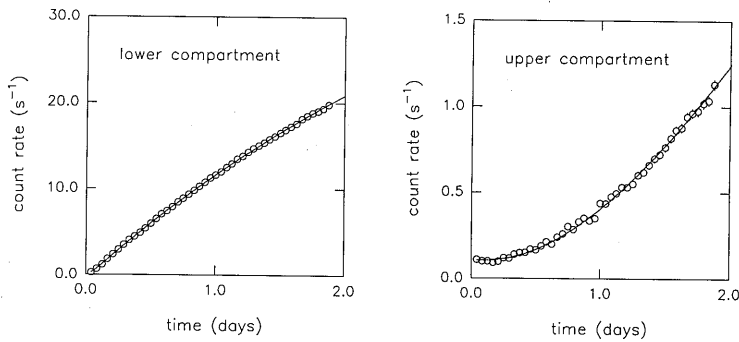 30.0
lower compartment
20.0
10.0
0.0
count rate (s⁻¹)
0.0 1.0 2.0
time (days)
1.5
upper compartment
1.0
0.5
0.0
count rate (s⁻¹)
0.0 1.0 2.0
time (days)